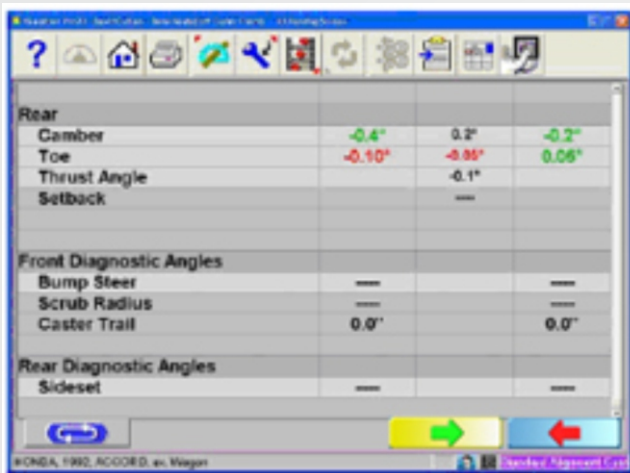 ?
Rear
Camber -0.4° 0.2° -0.2°
Toe -0.10° -0.05° 0.05°
Thrust Angle -0.1°
Setback ----
Front Diagnostic Angles
Bump Steer ---- ----
Scrub Radius ---- ----
Caster Trail 0.0" 0.0"
Rear Diagnostic Angles
Sideset ---- ----
HONDA, 1992, ACCORD, ex. Wagon